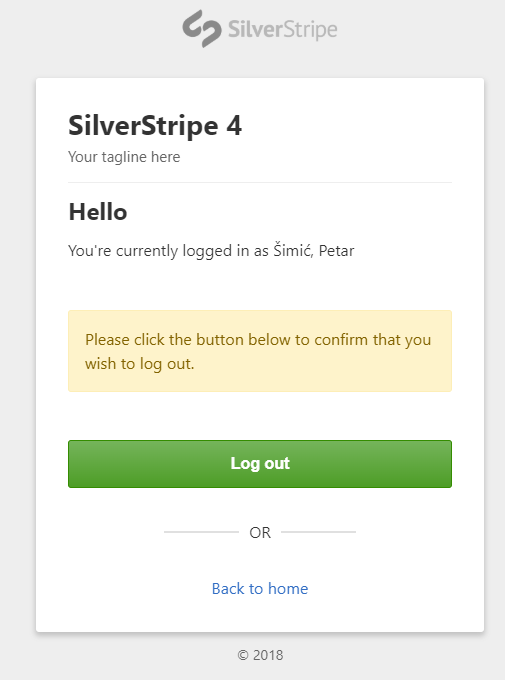 SilverStripe
SilverStripe 4
Your tagline here
Hello
You're currently logged in as Šimić, Petar
Please click the button below to confirm that you
wish to log out.
Log out
OR
Back to home
© 2018